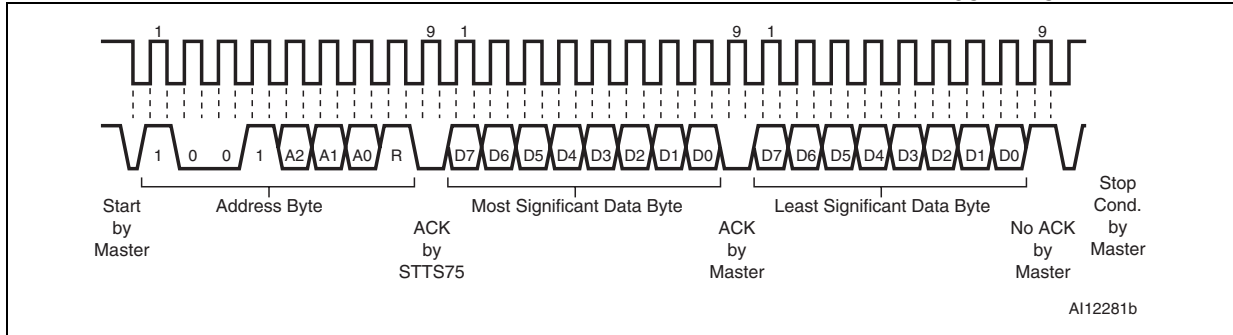 1 9 1 9 1 9
1 0 0 1 A2 A1 A0 R D7 D6 D5 D4 D3 D2 D1 D0 D7 D6 D5 D4 D3 D2 D1 D0
Start
by
Master
Address Byte
ACK
by
STTS75
Most Significant Data Byte
ACK
by
Master
Least Significant Data Byte
No ACK
by
Master
Stop
Cond.
by
Master
AI12281b